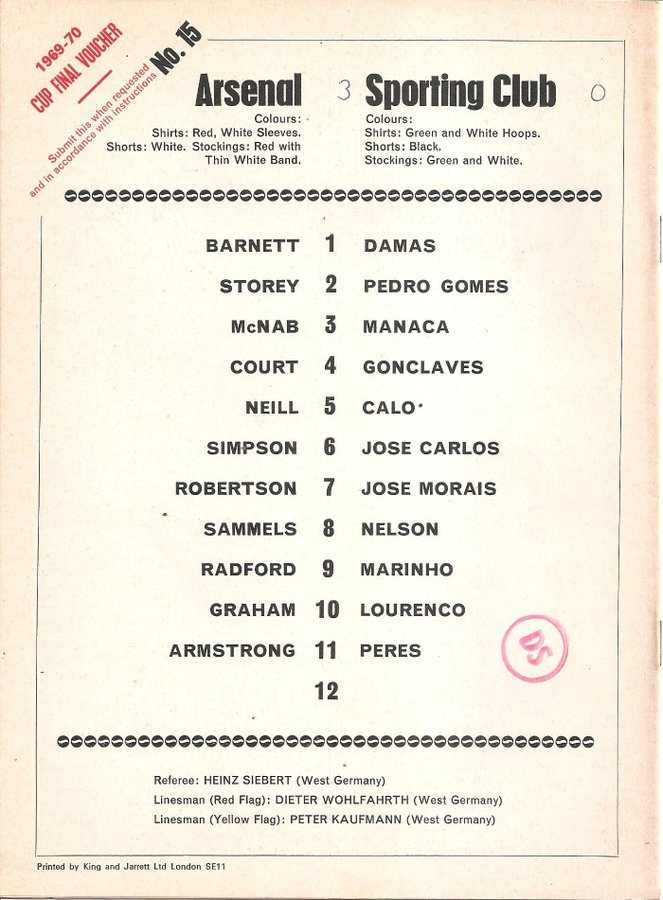 1969-70
CUP FINAL VOUCHER
No. 15
Submit this when requested
and in accordance with instructions
Arsenal 3 Sporting Club 0
Colours:
Shirts: Red, White Sleeves.
Shorts: White. Stockings: Red with
Thin White Band.
Colours:
Shirts: Green and White Hoops.
Shorts: Black.
Stockings: Green and White.
BARNETT 1 DAMAS
STOREY 2 PEDRO GOMES
McNAB 3 MANACA
COURT 4 GONCLAVES
NEILL 5 CALO
SIMPSON 6 JOSE CARLOS
ROBERTSON 7 JOSE MORAIS
SAMMELS 8 NELSON
RADFORD 9 MARINHO
GRAHAM 10 LOURENCO
ARMSTRONG 11 PERES
12
DS
Referee: HEINZ SIEBERT (West Germany)
Linesman (Red Flag): DIETER WOHLFAHRTH (West Germany)
Linesman (Yellow Flag): PETER KAUFMANN (West Germany)
Printed by King and Jarrett Ltd London SE11